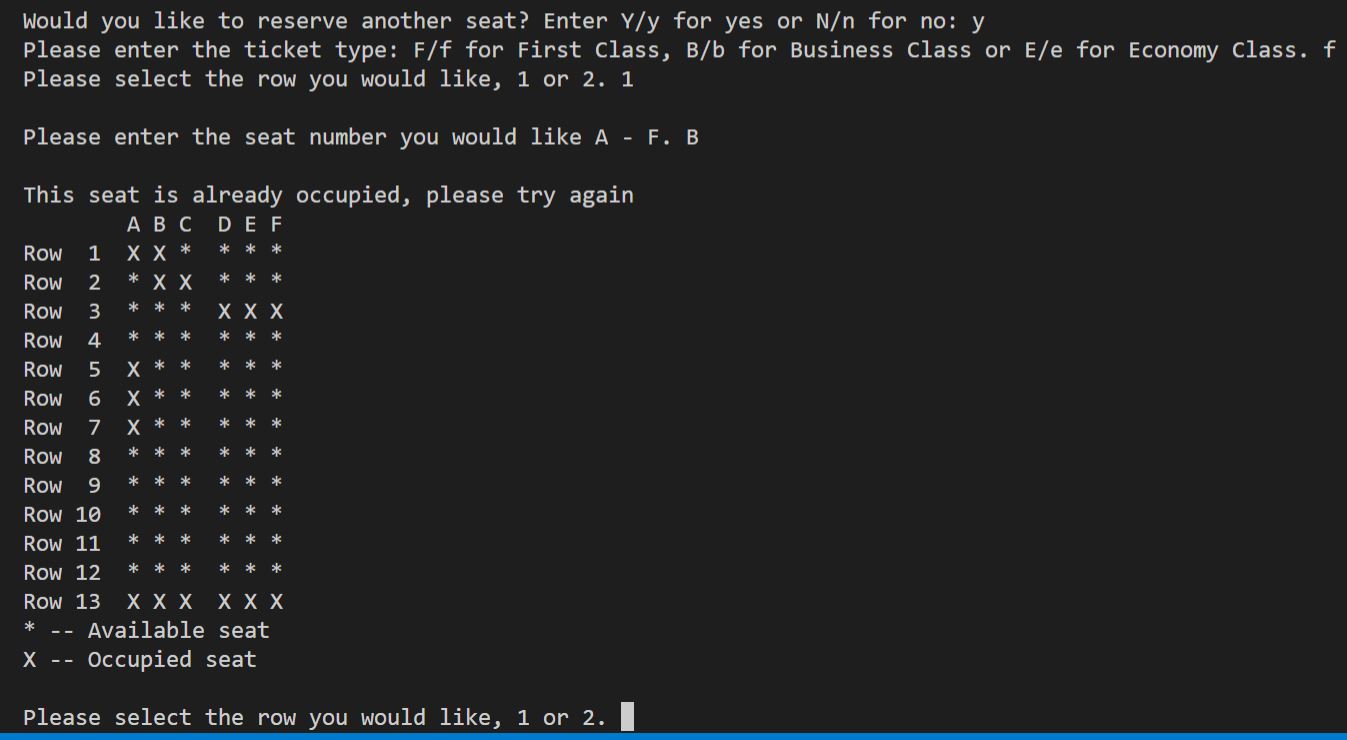 Would you like to reserve another seat? Enter Y/y for yes or N/n for no: y
Please enter the ticket type: F/f for First Class, B/b for Business Class or E/e for Economy Class. f
Please select the row you would like, 1 or 2. 1
Please enter the seat number you would like A - F. B
This seat is already occupied, please try again
        A B C  D E F
Row  1  X X *  * * *
Row  2  * X X  * * *
Row  3  * * *  X X X
Row  4  * * *  * * *
Row  5  X * *  * * *
Row  6  X * *  * * *
Row  7  X * *  * * *
Row  8  * * *  * * *
Row  9  * * *  * * *
Row 10  * * *  * * *
Row 11  * * *  * * *
Row 12  * * *  * * *
Row 13  X X X  X X X
* -- Available seat
X -- Occupied seat
Please select the row you would like, 1 or 2.